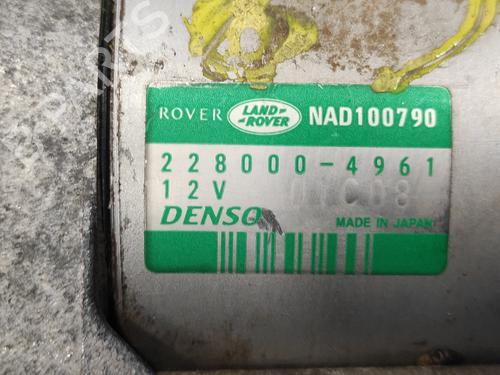 ROVER LAND-ROVER NAD100790
228000-4961
12V
DENSO MADE IN JAPAN